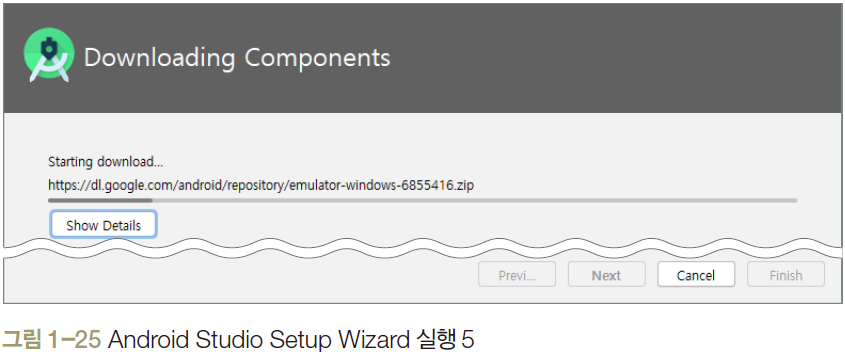 Downloading Components
Starting download...
https://dl.google.com/android/repository/emulator-windows-6855416.zip
Show Details
Previ... Next Cancel Finish
그림 1-25 Android Studio Setup Wizard 실행 5